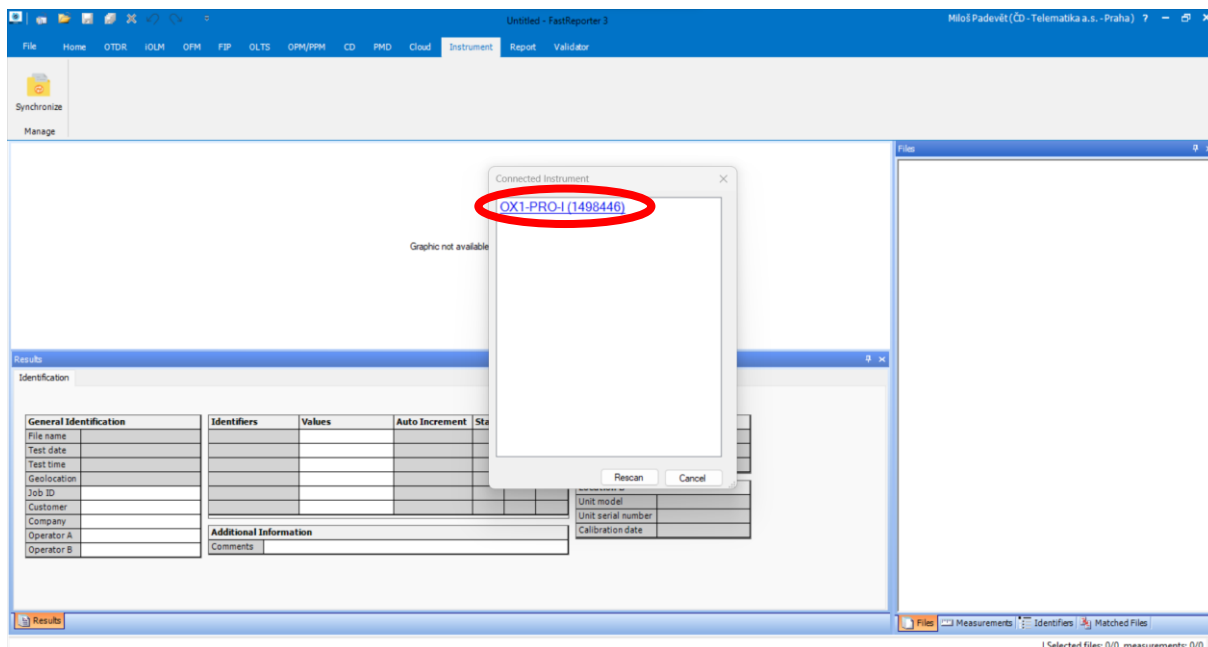 Untitled - FastReporter 3
Miloš Padevět (ČD - Telematika a.s. - Praha) ?
File Home OTDR iOLM OFM FIP OLTS OPM/PPM CD PMD Cloud Instrument Report Validator
Synchronize
Manage
Files
Connected Instrument
OX1-PRO-I (1498446)
Graphic not available
Rescan Cancel
Results
Identification
General Identification
File name
Test date
Test time
Geolocation
Job ID
Customer
Company
Operator A
Operator B
Identifiers Values Auto Increment Sta
Additional Information
Comments
Unit model
Unit serial number
Calibration date
Results
Files Measurements Identifiers Matched Files
Selected files: 0/0, measurements: 0/0